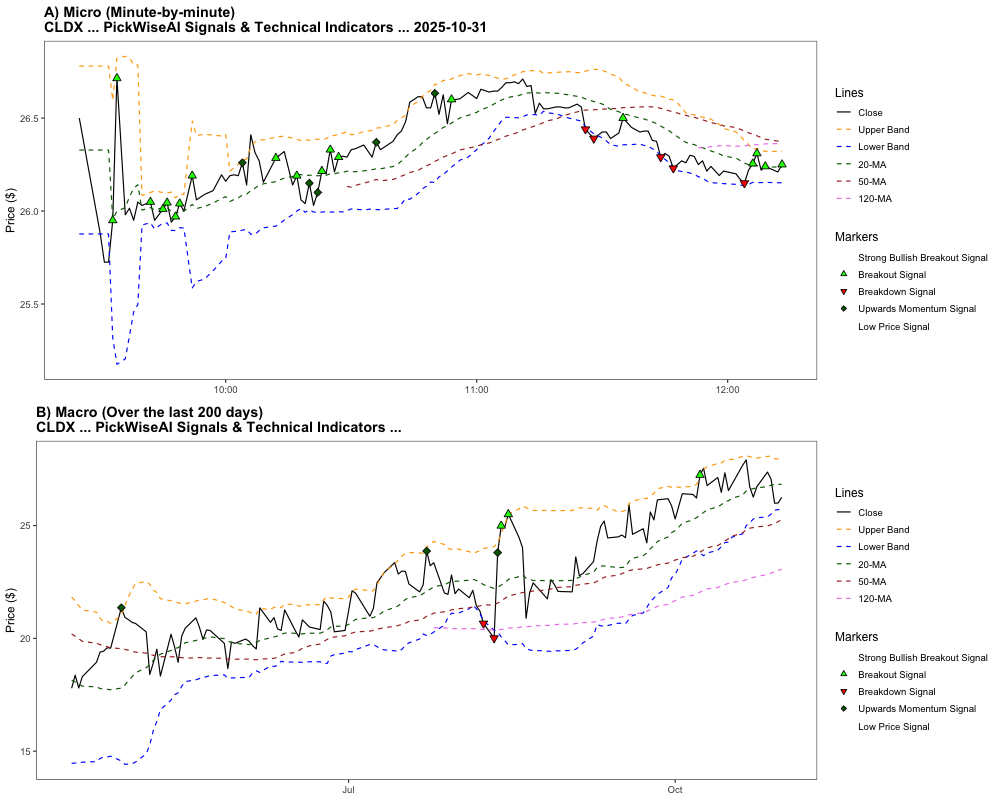 A) Micro (Minute-by-minute)
CLDX ... PickWiseAI Signals & Technical Indicators ... 2025-10-31
Price ($)
26.5
26.0
25.5
10:00
11:00
12:00
Lines
Close
Upper Band
Lower Band
20-MA
50-MA
120-MA
Markers
Strong Bullish Breakout Signal
Breakout Signal
Breakdown Signal
Upwards Momentum Signal
Low Price Signal
B) Macro (Over the last 200 days)
CLDX ... PickWiseAI Signals & Technical Indicators ...
Price ($)
25
20
15
Jul
Oct
Lines
Close
Upper Band
Lower Band
20-MA
50-MA
120-MA
Markers
Strong Bullish Breakout Signal
Breakout Signal
Breakdown Signal
Upwards Momentum Signal
Low Price Signal